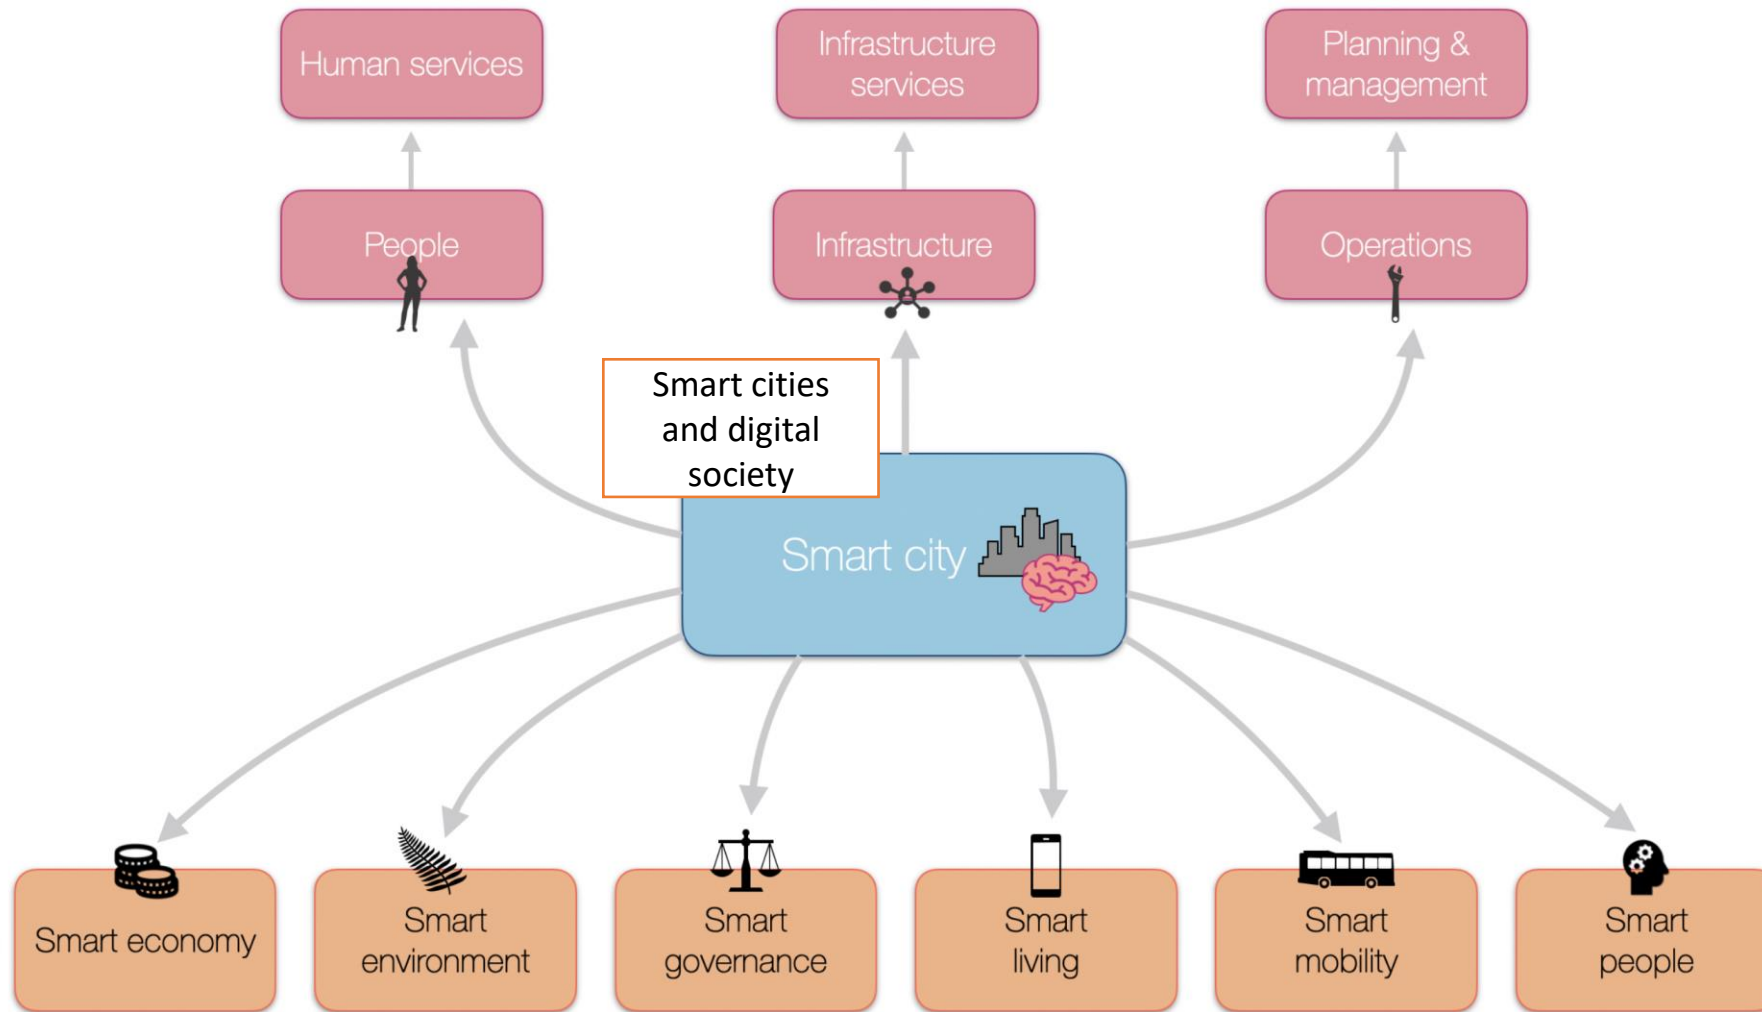 Human services
Infrastructure
services
Planning &
management
People
Infrastructure
Operations
Smart cities
and digital
society
Smart city
Smart economy
Smart
environment
Smart
governance
Smart
living
Smart
mobility
Smart
people